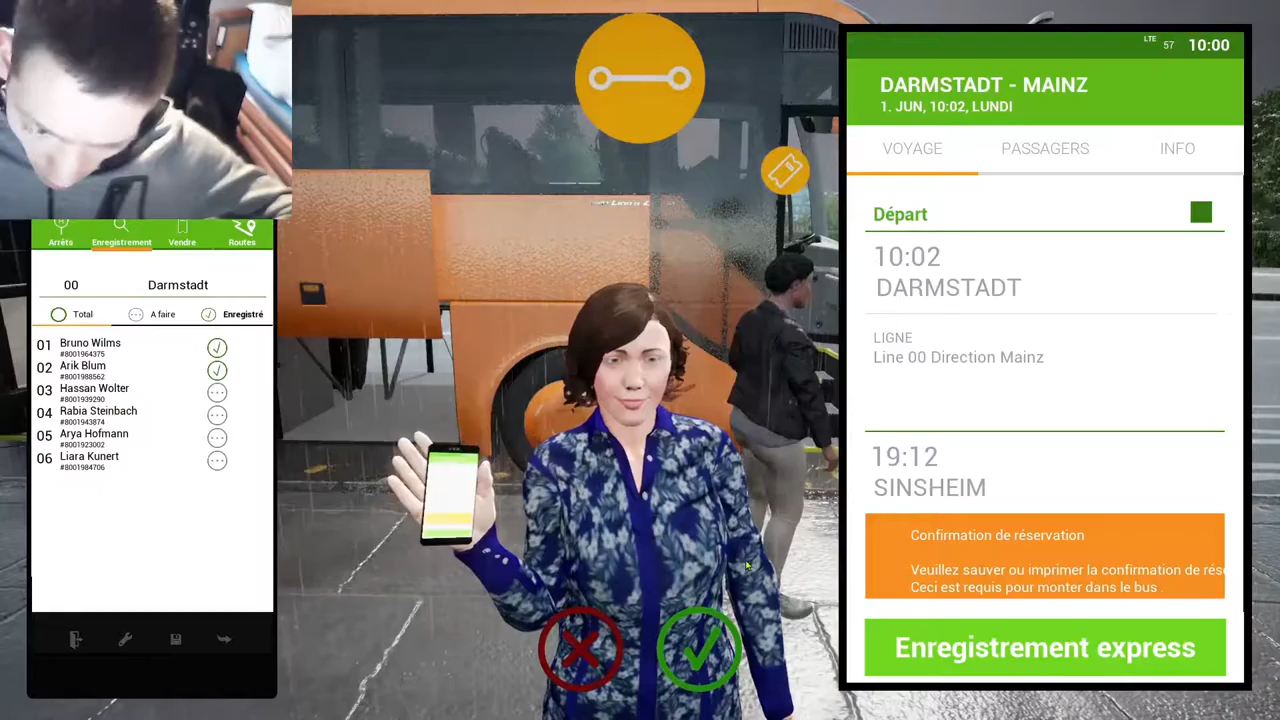 Arrêts Enregistrement Vendre Routes
00 Darmstadt
Total A faire Enregistré
01 Bruno Wilms
#8001964375
02 Arik Blum
#8001988562
03 Hassan Wolter
#8001939290
04 Rabia Steinbach
#8001943874
05 Arya Hofmann
#8001923002
06 Liara Kunert
#8001984706
LTE 57 10:00
DARMSTADT - MAINZ
1. JUN, 10:02, LUNDI
VOYAGE PASSAGERS INFO
Départ
10:02
DARMSTADT
LIGNE
Line 00 Direction Mainz
19:12
SINSHEIM
Confirmation de réservation
Veuillez sauver ou imprimer la confirmation de rése
Ceci est requis pour monter dans le bus .
Enregistrement express